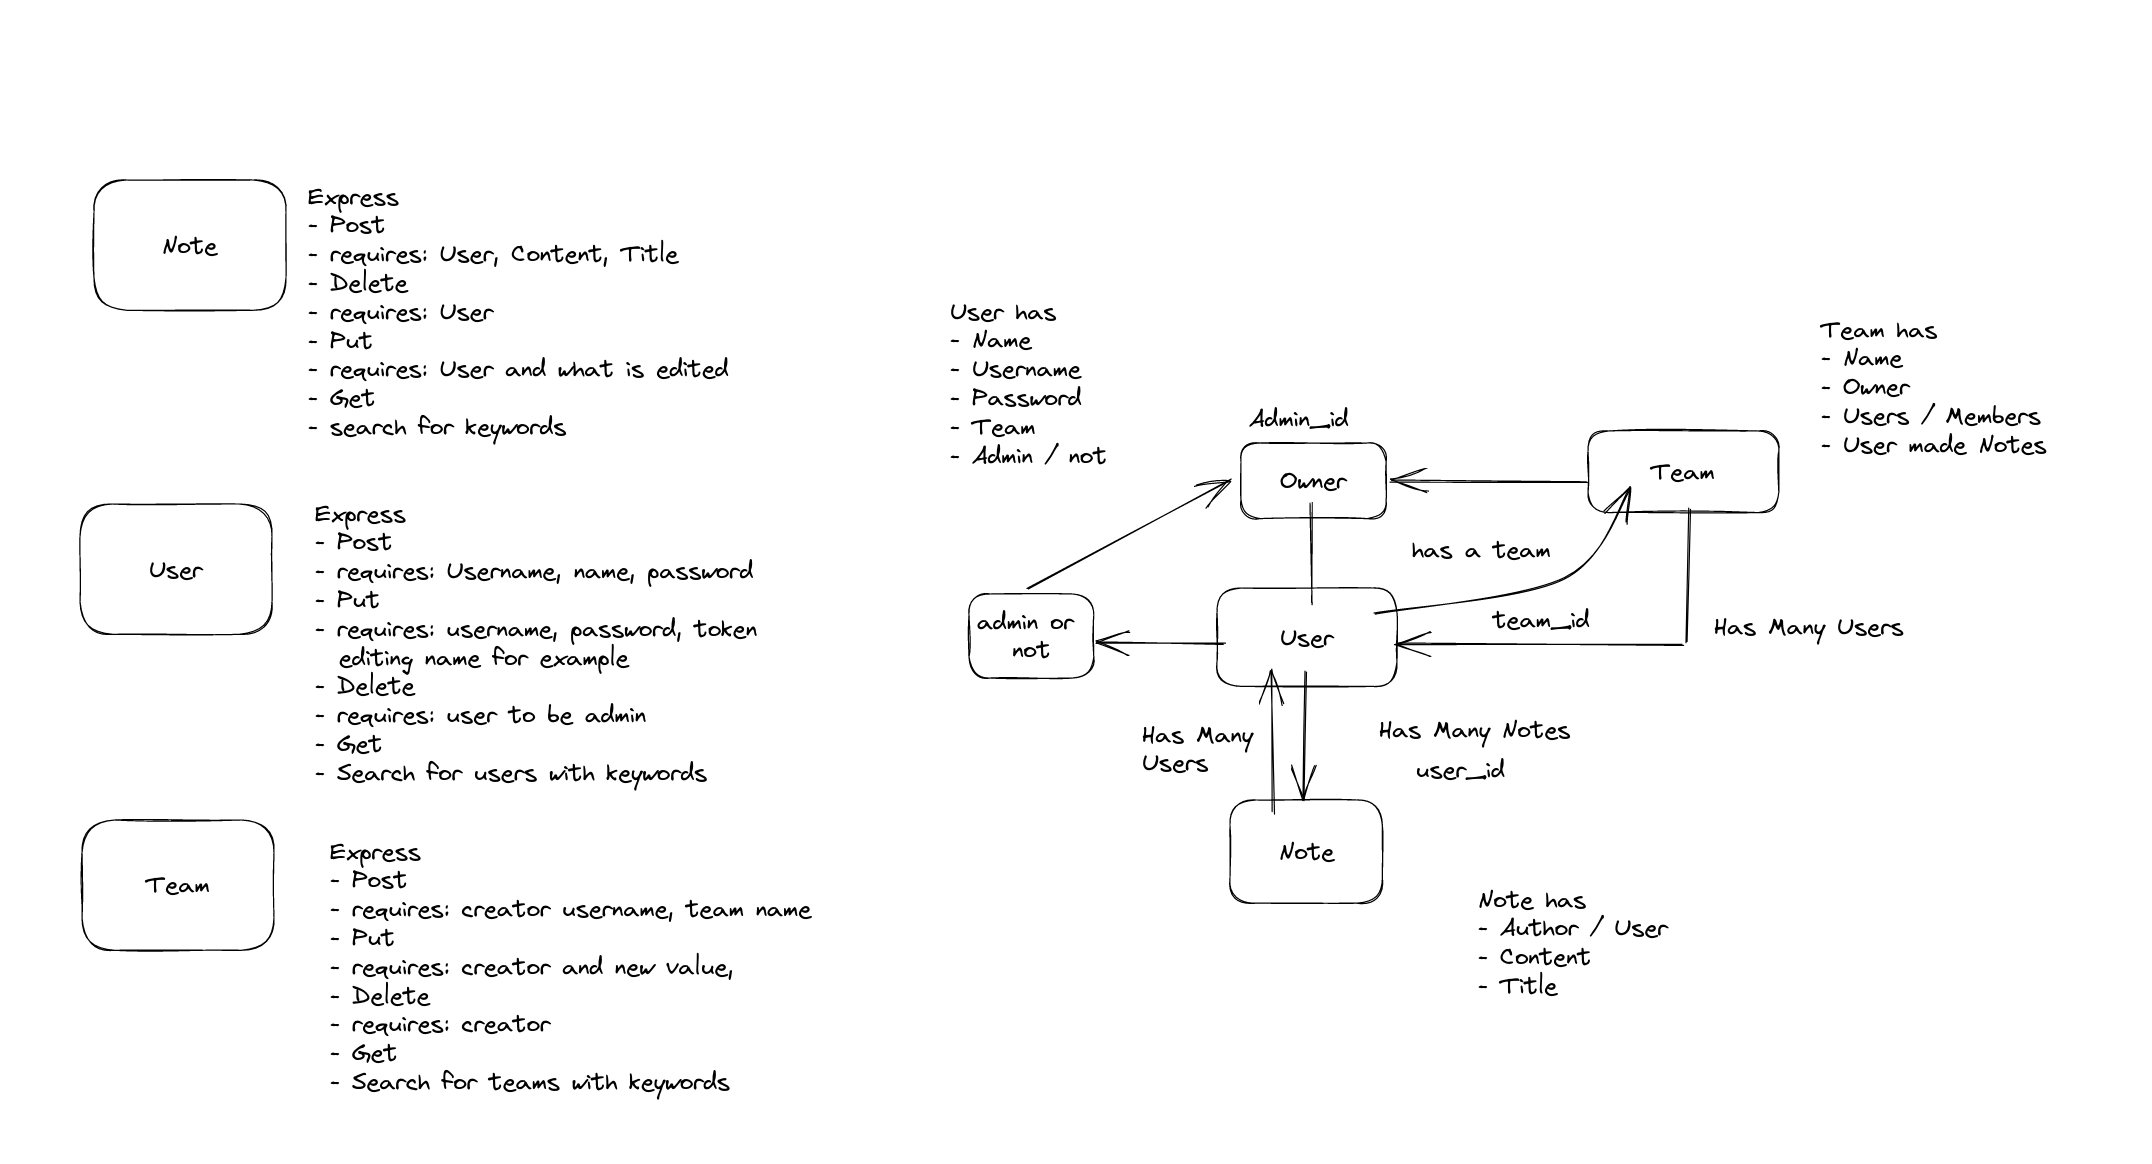 Note
Express
- Post
- requires: User, Content, Title
- Delete
- requires: User
- Put
- requires: User and what is edited
- Get
- search for keywords
User
Express
- Post
- requires: Username, name, password
- Put
- requires: username, password, token
editing name for example
- Delete
- requires: user to be admin
- Get
- Search for users with keywords
Team
Express
- Post
- requires: creator username, team name
- Put
- requires: creator and new value,
- Delete
- requires: creator
- Get
- Search for teams with keywords
User has
- Name
- Username
- Password
- Team
- Admin / not
Admin_id
Owner
Team
Team has
- Name
- Owner
- Users / Members
- User made Notes
has a team
admin or
not
User
team_id
Has Many Users
Has Many
Users
Has Many Notes
user_id
Note
Note has
- Author / User
- Content
- Title